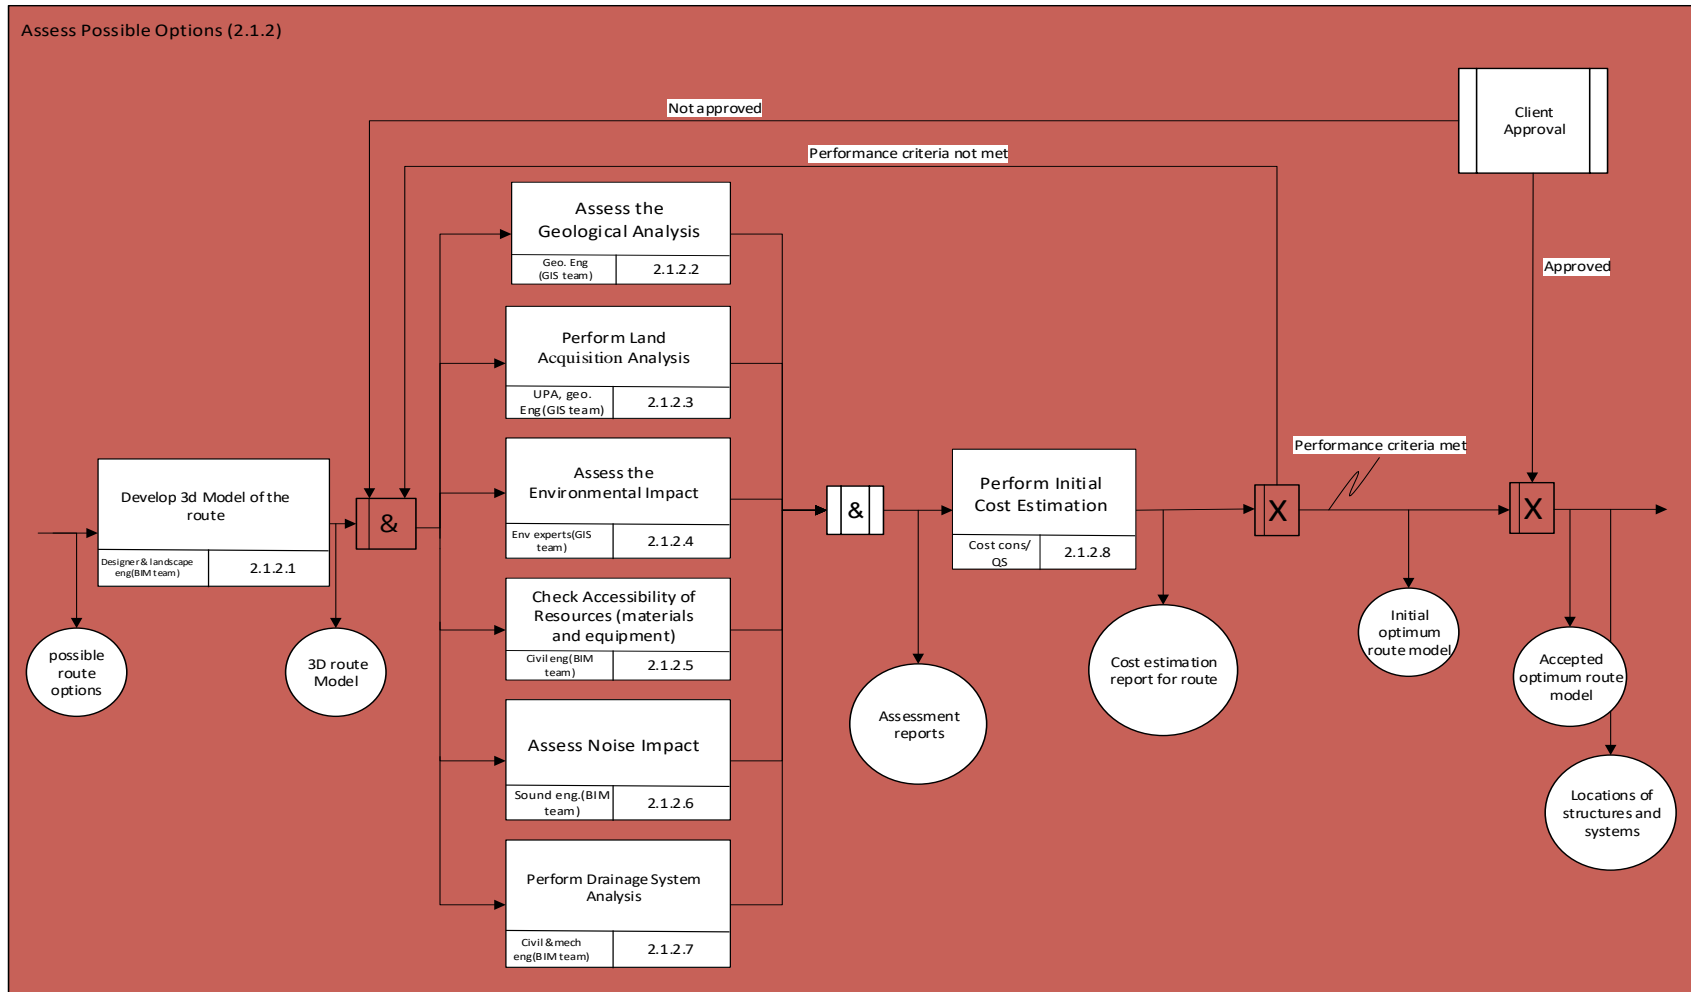 Assess Possible Options (2.1.2)
Not approved
Client
Approval
Performance criteria not met
Assess the
Geological Analysis
Geo. Eng
(GIS team)
2.1.2.2
Approved
Perform Land
Acquisition Analysis
UPA, geo.
Eng(GIS team)
2.1.2.3
Performance criteria met
Develop 3d Model of the
route
Designer & landscape
eng(BIM team)
2.1.2.1
&
Assess the
Environmental Impact
Env experts(GIS
team)
2.1.2.4
&
Perform Initial
Cost Estimation
Cost cons/
QS
2.1.2.8
X
X
Check Accessibility of
Resources (materials
and equipment)
Civil eng(BIM
team)
2.1.2.5
possible
route
options
3D route
Model
Assessment
reports
Cost estimation
report for route
Initial
optimum
route model
Accepted
optimum route
model
Assess Noise Impact
Sound eng.(BIM
team)
2.1.2.6
Locations of
structures and
systems
Perform Drainage System
Analysis
Civil &mech
eng(BIM team)
2.1.2.7